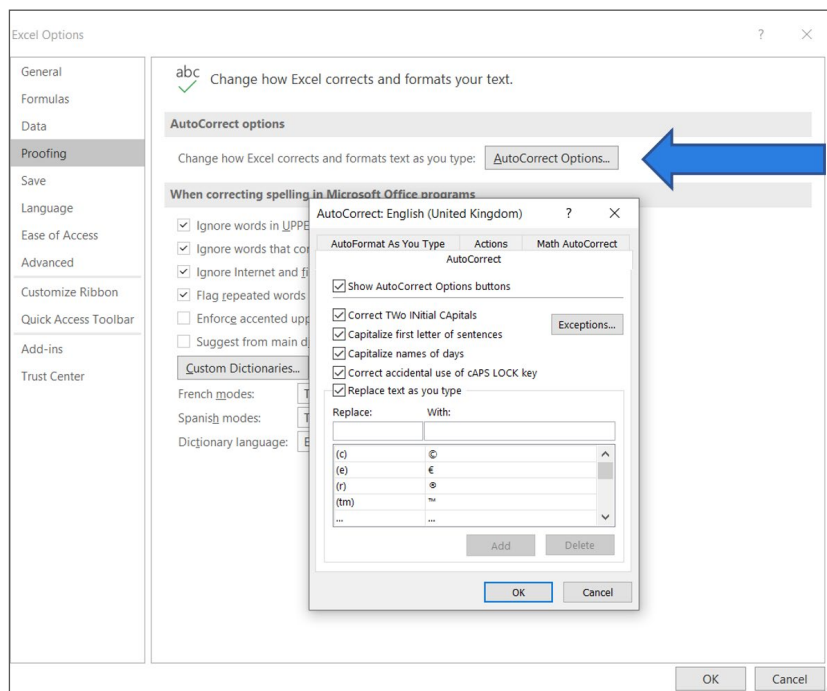 Excel Options
?
General
Formulas
Data
Proofing
Save
Language
Ease of Access
Advanced
Customize Ribbon
Quick Access Toolbar
Add-ins
Trust Center
abc
Change how Excel corrects and formats your text.
AutoCorrect options
Change how Excel corrects and formats text as you type: AutoCorrect Options...
When correcting spelling in Microsoft Office programs
Ignore words in UPPE
Ignore words that con
Ignore Internet and fi
Flag repeated words
Enforce accented upp
Suggest from main d
Custom Dictionaries...
French modes: T
Spanish modes: T
Dictionary language: E
AutoCorrect: English (United Kingdom) ?
AutoFormat As You Type Actions Math AutoCorrect
AutoCorrect
Show AutoCorrect Options buttons
Correct TWo INitial CApitals
Exceptions...
Capitalize first letter of sentences
Capitalize names of days
Correct accidental use of cAPS LOCK key
Replace text as you type
Replace: With:
(c) ©
(e) €
(r) ®
(tm) ™
... ...
Add Delete
OK Cancel
OK Cancel